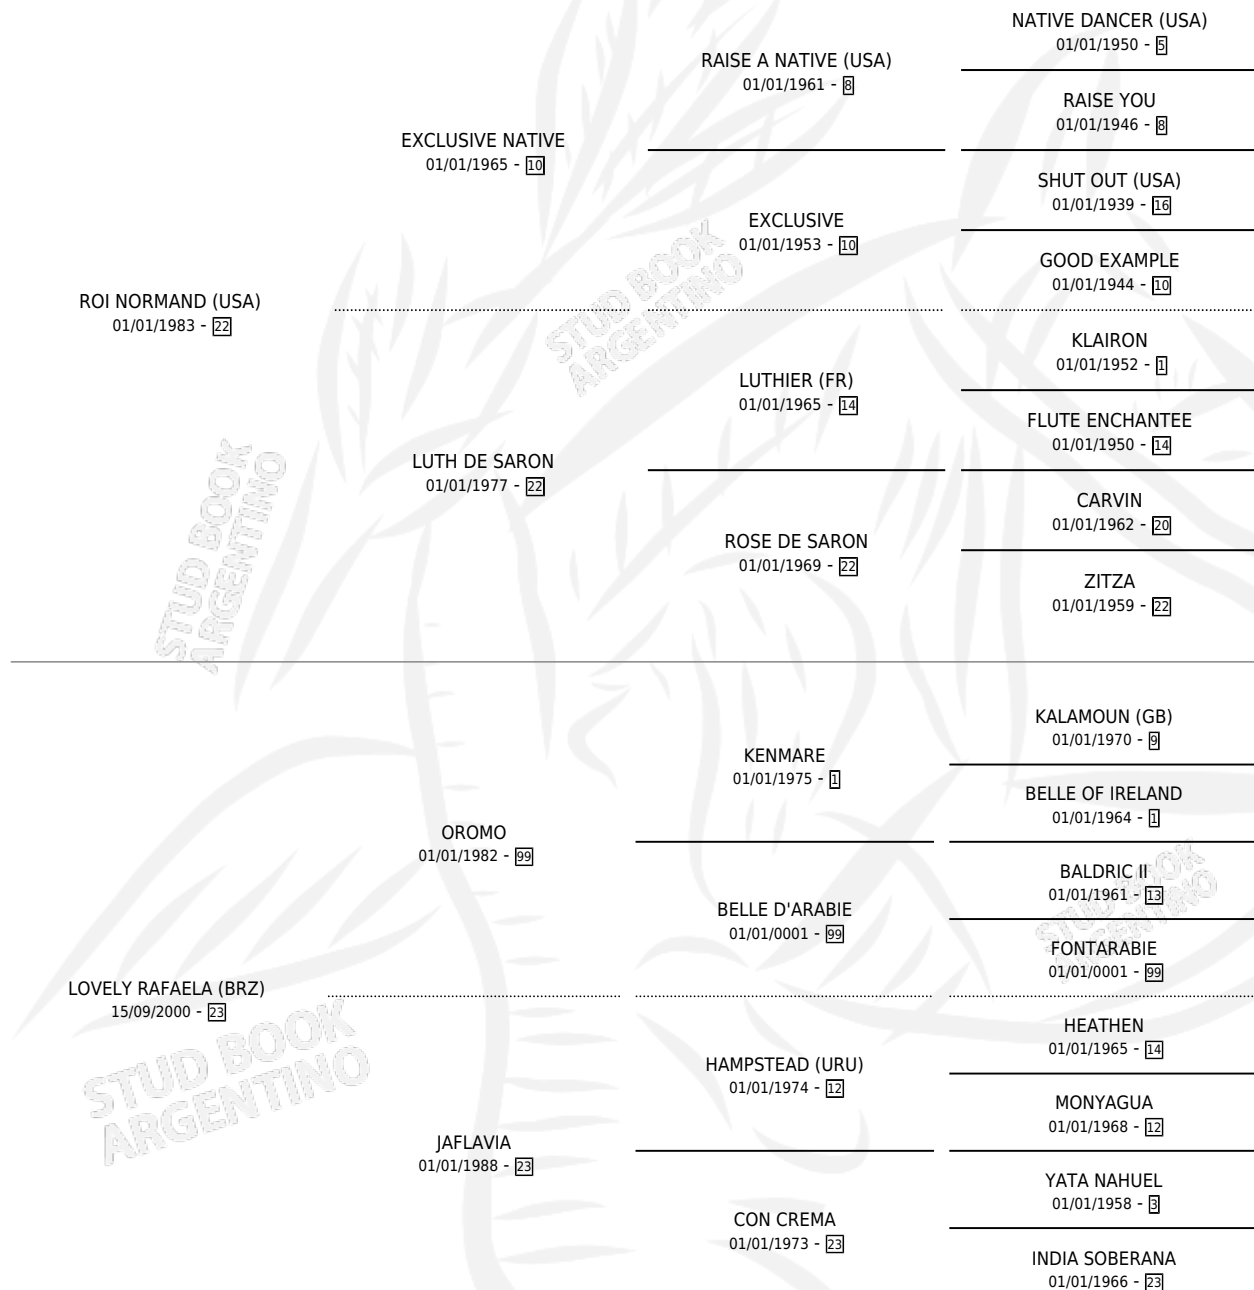 NATIVE DANCER (USA)
01/01/1950 - 5
RAISE A NATIVE (USA)
01/01/1961 - 8
RAISE YOU
01/01/1946 - 8
EXCLUSIVE NATIVE
01/01/1965 - 10
SHUT OUT (USA)
01/01/1939 - 16
EXCLUSIVE
01/01/1953 - 10
GOOD EXAMPLE
01/01/1944 - 10
ROI NORMAND (USA)
01/01/1983 - 22
KLAIRON
01/01/1952 - 1
LUTHIER (FR)
01/01/1965 - 14
FLUTE ENCHANTEE
01/01/1950 - 14
LUTH DE SARON
01/01/1977 - 22
CARVIN
01/01/1962 - 20
ROSE DE SARON
01/01/1969 - 22
ZITZA
01/01/1959 - 22
KALAMOUN (GB)
01/01/1970 - 9
KENMARE
01/01/1975 - 1
BELLE OF IRELAND
01/01/1964 - 1
OROMO
01/01/1982 - 99
BALDRIC II
01/01/1961 - 13
BELLE D'ARABIE
01/01/0001 - 99
FONTARABIE
01/01/0001 - 99
LOVELY RAFAELA (BRZ)
15/09/2000 - 23
HEATHEN
01/01/1965 - 14
HAMPSTEAD (URU)
01/01/1974 - 12
MONYAGUA
01/01/1968 - 12
JAFLAVIA
01/01/1988 - 23
YATA NAHUEL
01/01/1958 - 3
CON CREMA
01/01/1973 - 23
INDIA SOBERANA
01/01/1966 - 23
STUD BOOK
ARGENTINO
STUD BOOK
ARGENTINO
STUD BOOK
ARGENTINO
STUD BOOK
ARGENTINO